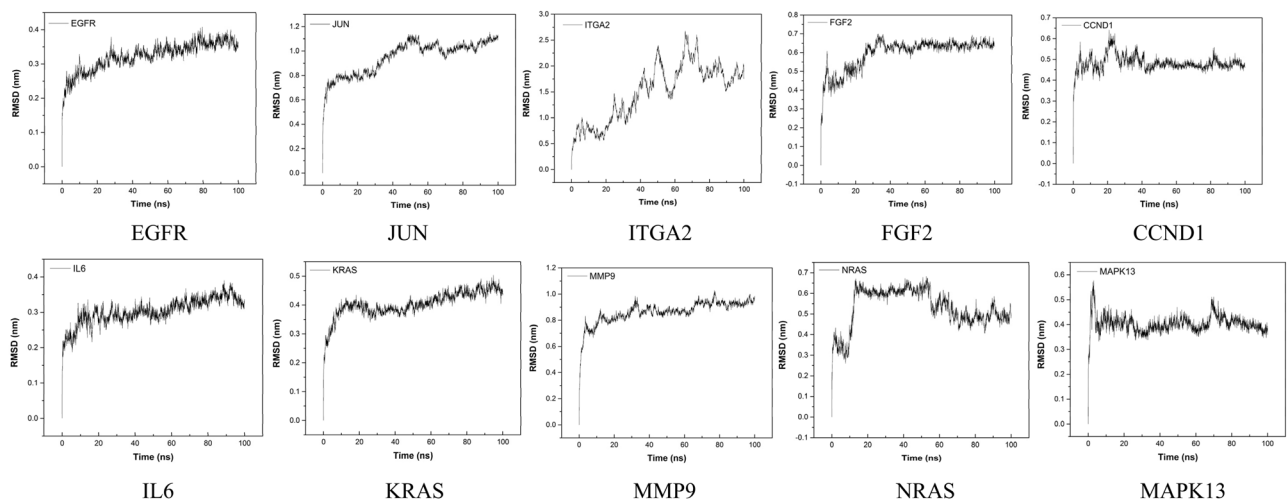 EGFR
RMSD (nm)
0.4
0.3
0.2
0.1
0.0
0 20 40 60 80 100
Time (ns)
EGFR
JUN
RMSD (nm)
1.2
1.0
0.8
0.6
0.4
0.2
0.0
0 20 40 60 80 100
Time (ns)
JUN
ITGA2
RMSD (nm)
3.0
2.5
2.0
1.5
1.0
0.5
0.0
0 20 40 60 80 100
Time (ns)
ITGA2
FGF2
RMSD (nm)
0.8
0.7
0.6
0.5
0.4
0.3
0.2
0.1
0.0
-0.1
0 20 40 60 80 100
Time (ns)
FGF2
CCND1
RMSD (nm)
0.7
0.6
0.5
0.4
0.3
0.2
0.1
0.0
-0.1
0 20 40 60 80 100
Time (ns)
CCND1
IL6
RMSD (nm)
0.4
0.3
0.2
0.1
0.0
0 20 40 60 80 100
Time (ns)
IL6
KRAS
RMSD (nm)
0.5
0.4
0.3
0.2
0.1
0.0
0 20 40 60 80 100
Time (ns)
KRAS
MMP9
RMSD (nm)
1.2
1.0
0.8
0.6
0.4
0.2
0.0
0 20 40 60 80 100
Time (ns)
MMP9
NRAS
RMSD (nm)
0.7
0.6
0.5
0.4
0.3
0.2
0.1
0.0
-0.1
0 20 40 60 80 100
Time (ns)
NRAS
MAPK13
RMSD (nm)
0.6
0.5
0.4
0.3
0.2
0.1
0.0
0 20 40 60 80 100
Time (ns)
MAPK13